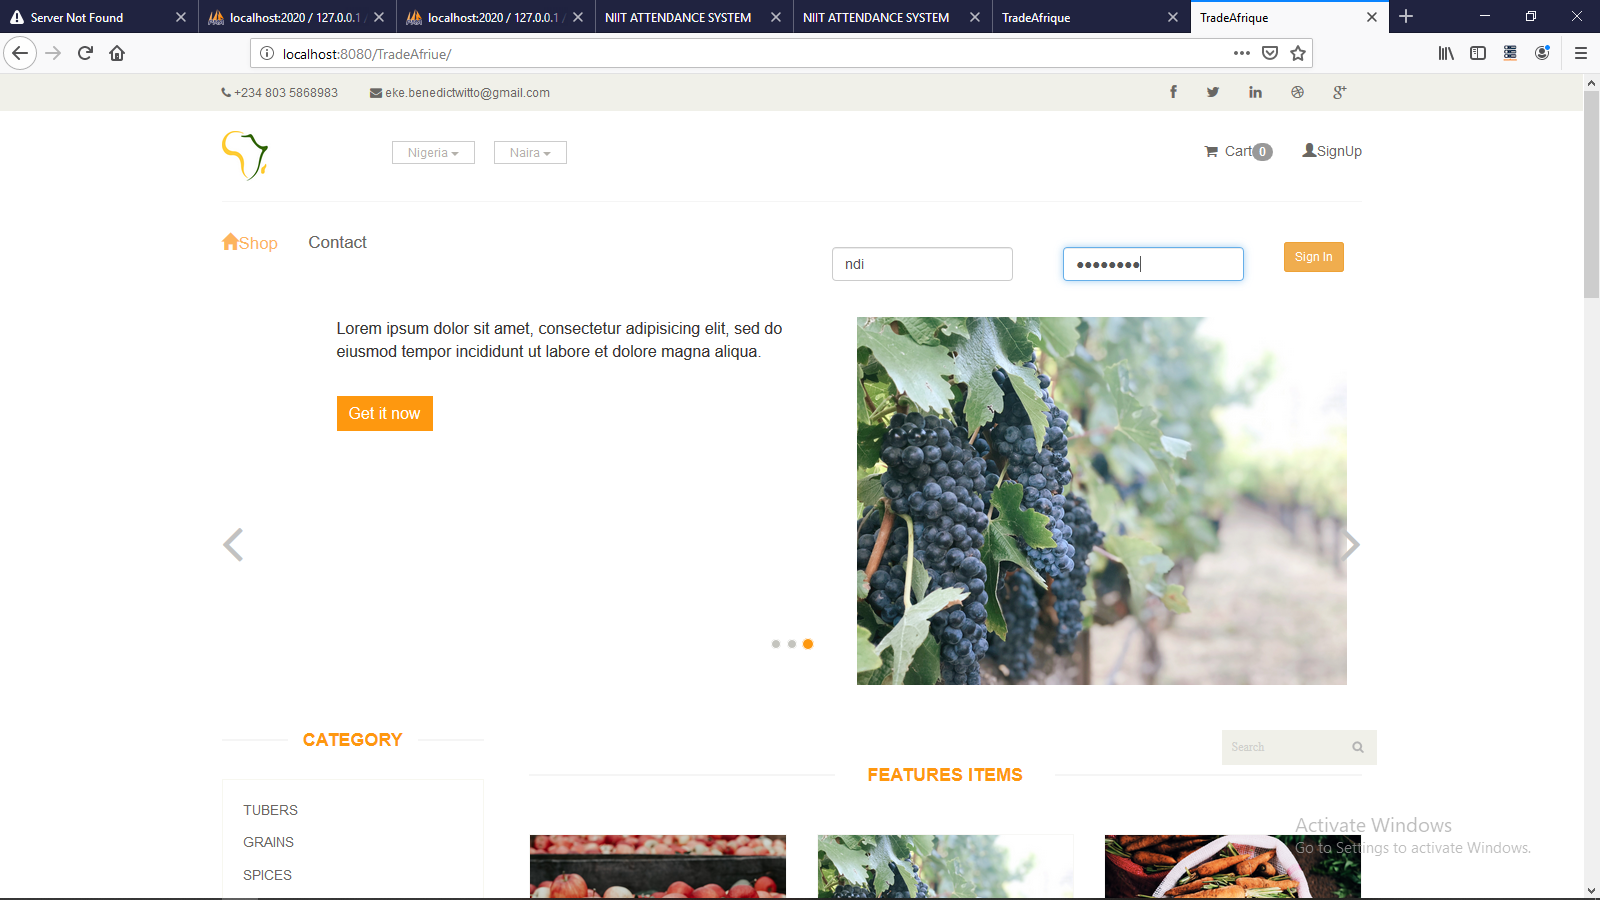 Server Not Found
localhost:2020 / 127.0.0.1 /
localhost:2020 / 127.0.0.1 /
NIIT ATTENDANCE SYSTEM
NIIT ATTENDANCE SYSTEM
TradeAfrique
TradeAfrique
localhost:8080/TradeAfriue/
+234 803 5868983
eke.benedictwitto@gmail.com
Nigeria
Naira
Cart 0
SignUp
Shop
Contact
ndi
Sign In
Lorem ipsum dolor sit amet, consectetur adipisicing elit, sed do
eiusmod tempor incididunt ut labore et dolore magna aliqua.
Get it now
CATEGORY
Search
FEATURES ITEMS
TUBERS
GRAINS
SPICES
Activate Windows
Go to Settings to activate Windows.